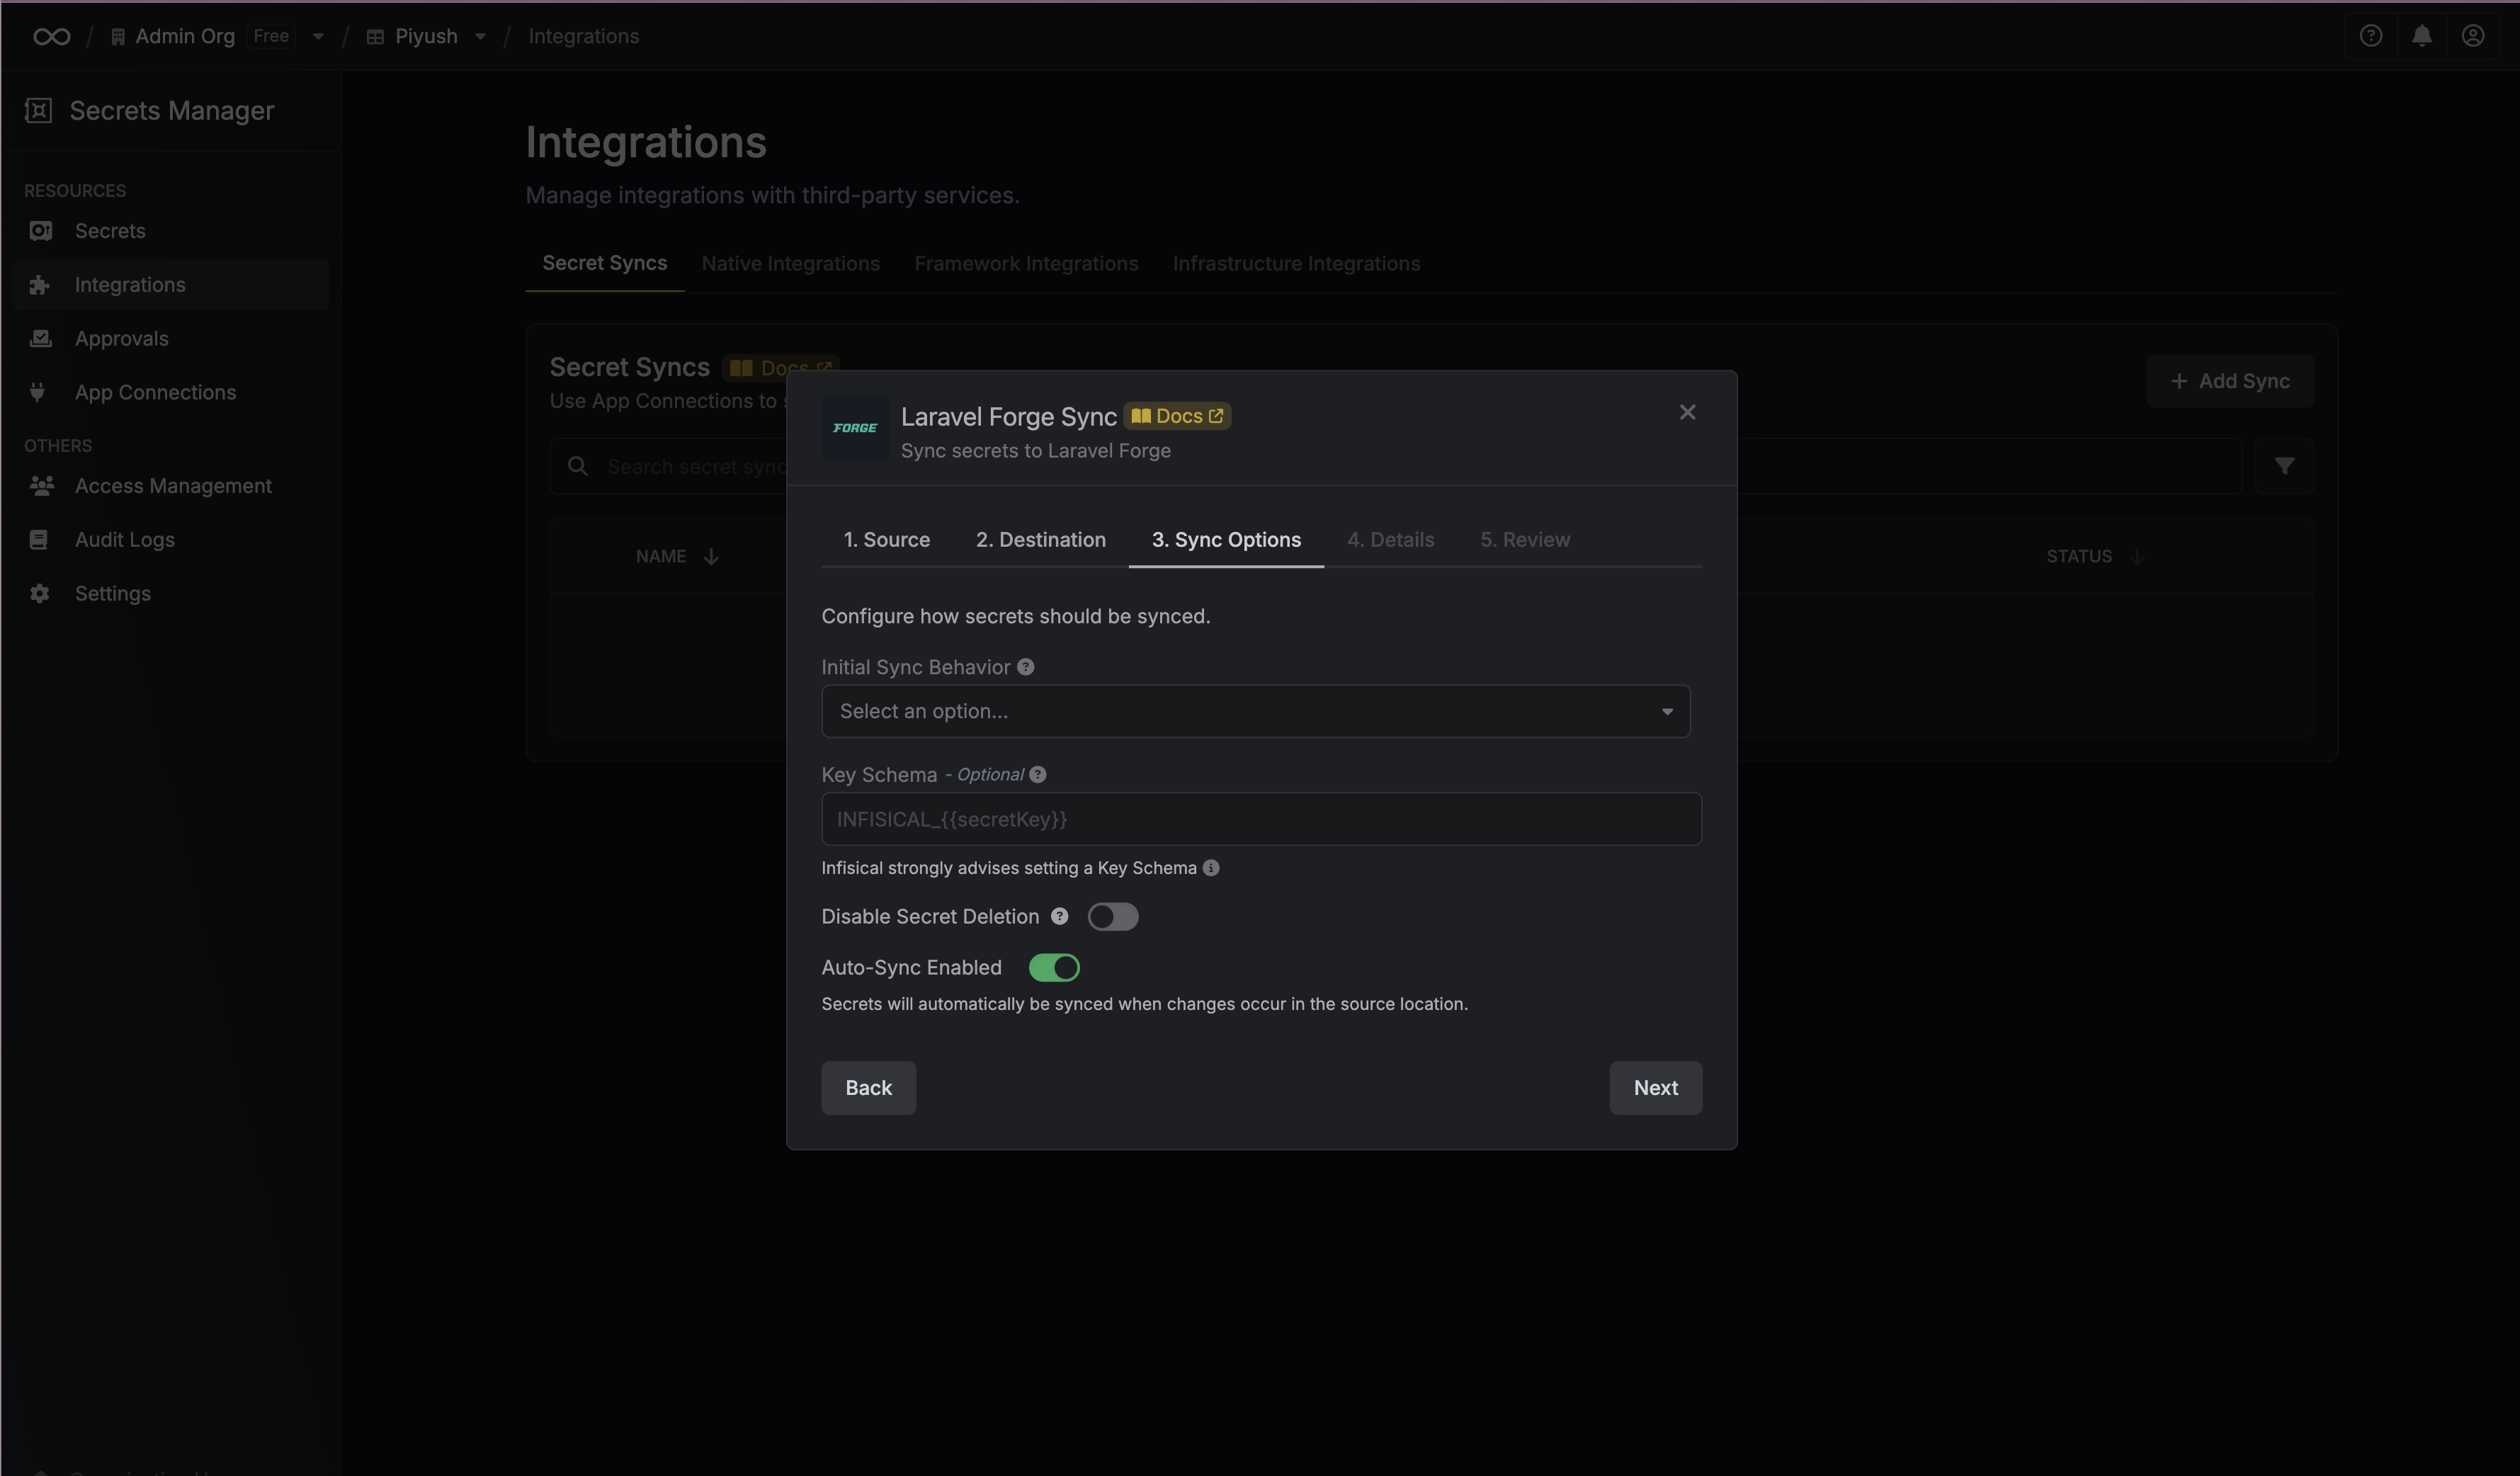 Admin Org Free Piyush Integrations
Secrets Manager
RESOURCES
Secrets
Integrations
Approvals
App Connections
OTHERS
Access Management
Audit Logs
Settings
Integrations
Manage integrations with third-party services.
Secret Syncs Native Integrations Framework Integrations Infrastructure Integrations
Secret Syncs Docs
Use App Connections to
Add Sync
Search secret sync
NAME
STATUS
FORGE
Laravel Forge Sync Docs
Sync secrets to Laravel Forge
1. Source 2. Destination 3. Sync Options 4. Details 5. Review
Configure how secrets should be synced.
Initial Sync Behavior
Select an option...
Key Schema - Optional
INFISICAL_{{secretKey}}
Infisical strongly advises setting a Key Schema
Disable Secret Deletion
Auto-Sync Enabled
Secrets will automatically be synced when changes occur in the source location.
Back Next